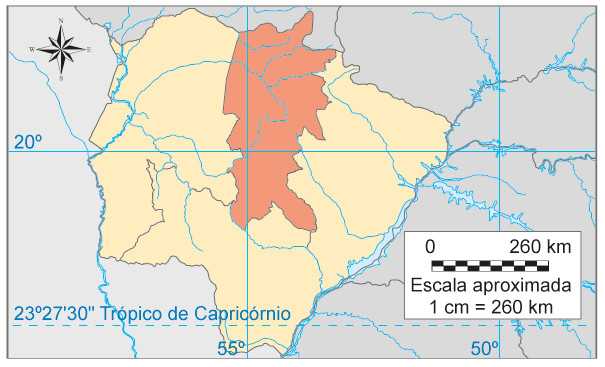 N
W E
S
20º
0 260 km
Escala aproximada
1 cm = 260 km
23º27'30" Trópico de Capricórnio
55º 50º